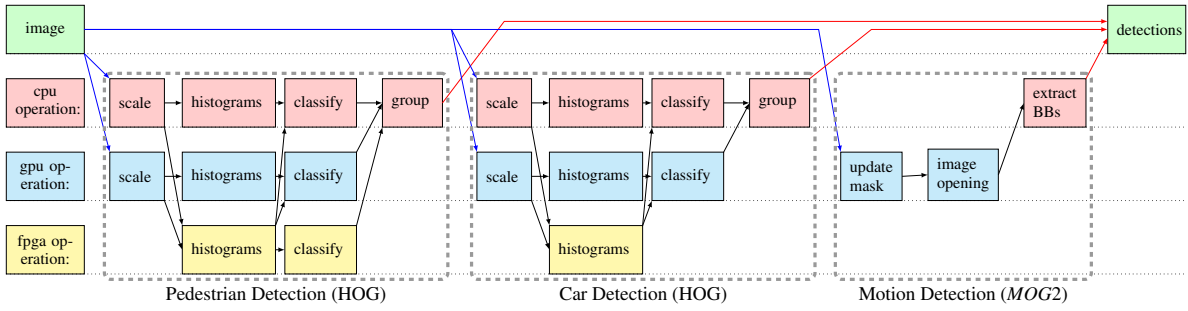 image
detections
cpu
operation:
scale
histograms
classify
group
scale
histograms
classify
group
extract
BBs
gpu op-
eration:
scale
histograms
classify
scale
histograms
classify
update
mask
image
opening
fpga op-
eration:
histograms
classify
histograms
Pedestrian Detection (HOG)
Car Detection (HOG)
Motion Detection (MOG2)